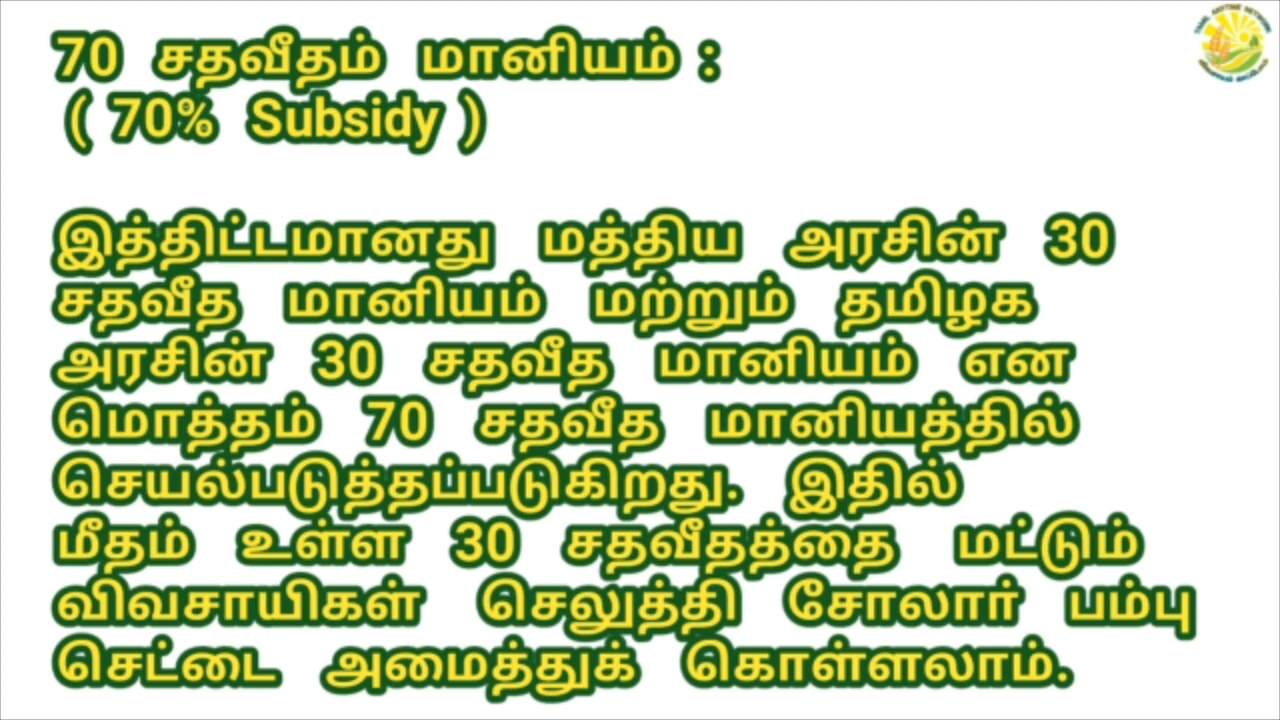 70 சதவீதம் மானியம் :
( 70% Subsidy )
இத்திட்டமானது மத்திய அரசின் 30
சதவீத மானியம் மற்றும் தமிழக
அரசின் 30 சதவீத மானியம் என
மொத்தம் 70 சதவீத மானியத்தில்
செயல்படுத்தப்படுகிறது. இதில்
மீதம் உள்ள 30 சதவீதத்தை மட்டும்
விவசாயிகள் செலுத்தி சோலார் பம்பு
செட்டை அமைத்துக் கொள்ளலாம்.